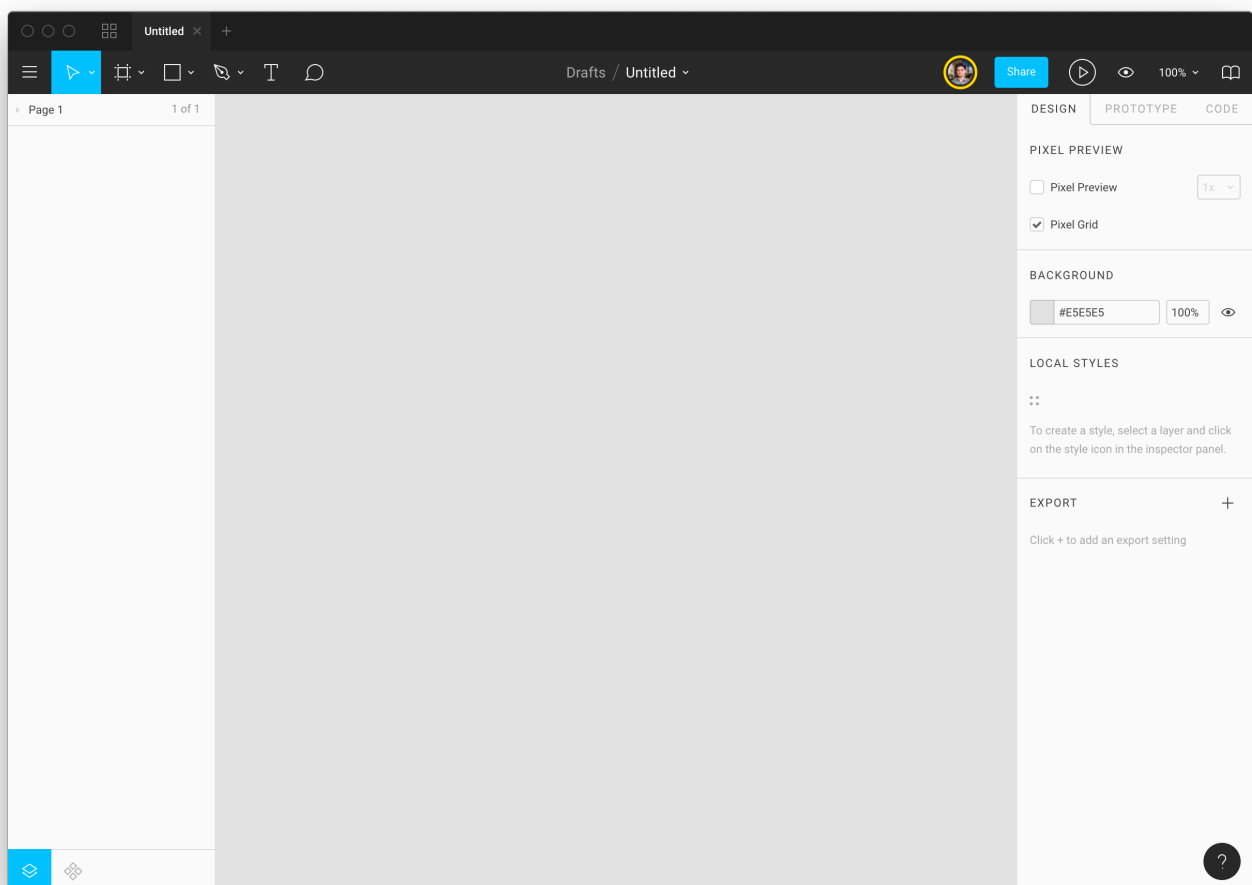 Untitled
Drafts / Untitled
Share
100%
Page 1
1 of 1
DESIGN
PROTOTYPE
CODE
PIXEL PREVIEW
Pixel Preview
1x
Pixel Grid
BACKGROUND
#E5E5E5
100%
LOCAL STYLES
To create a style, select a layer and click
on the style icon in the inspector panel.
EXPORT
Click + to add an export setting
?